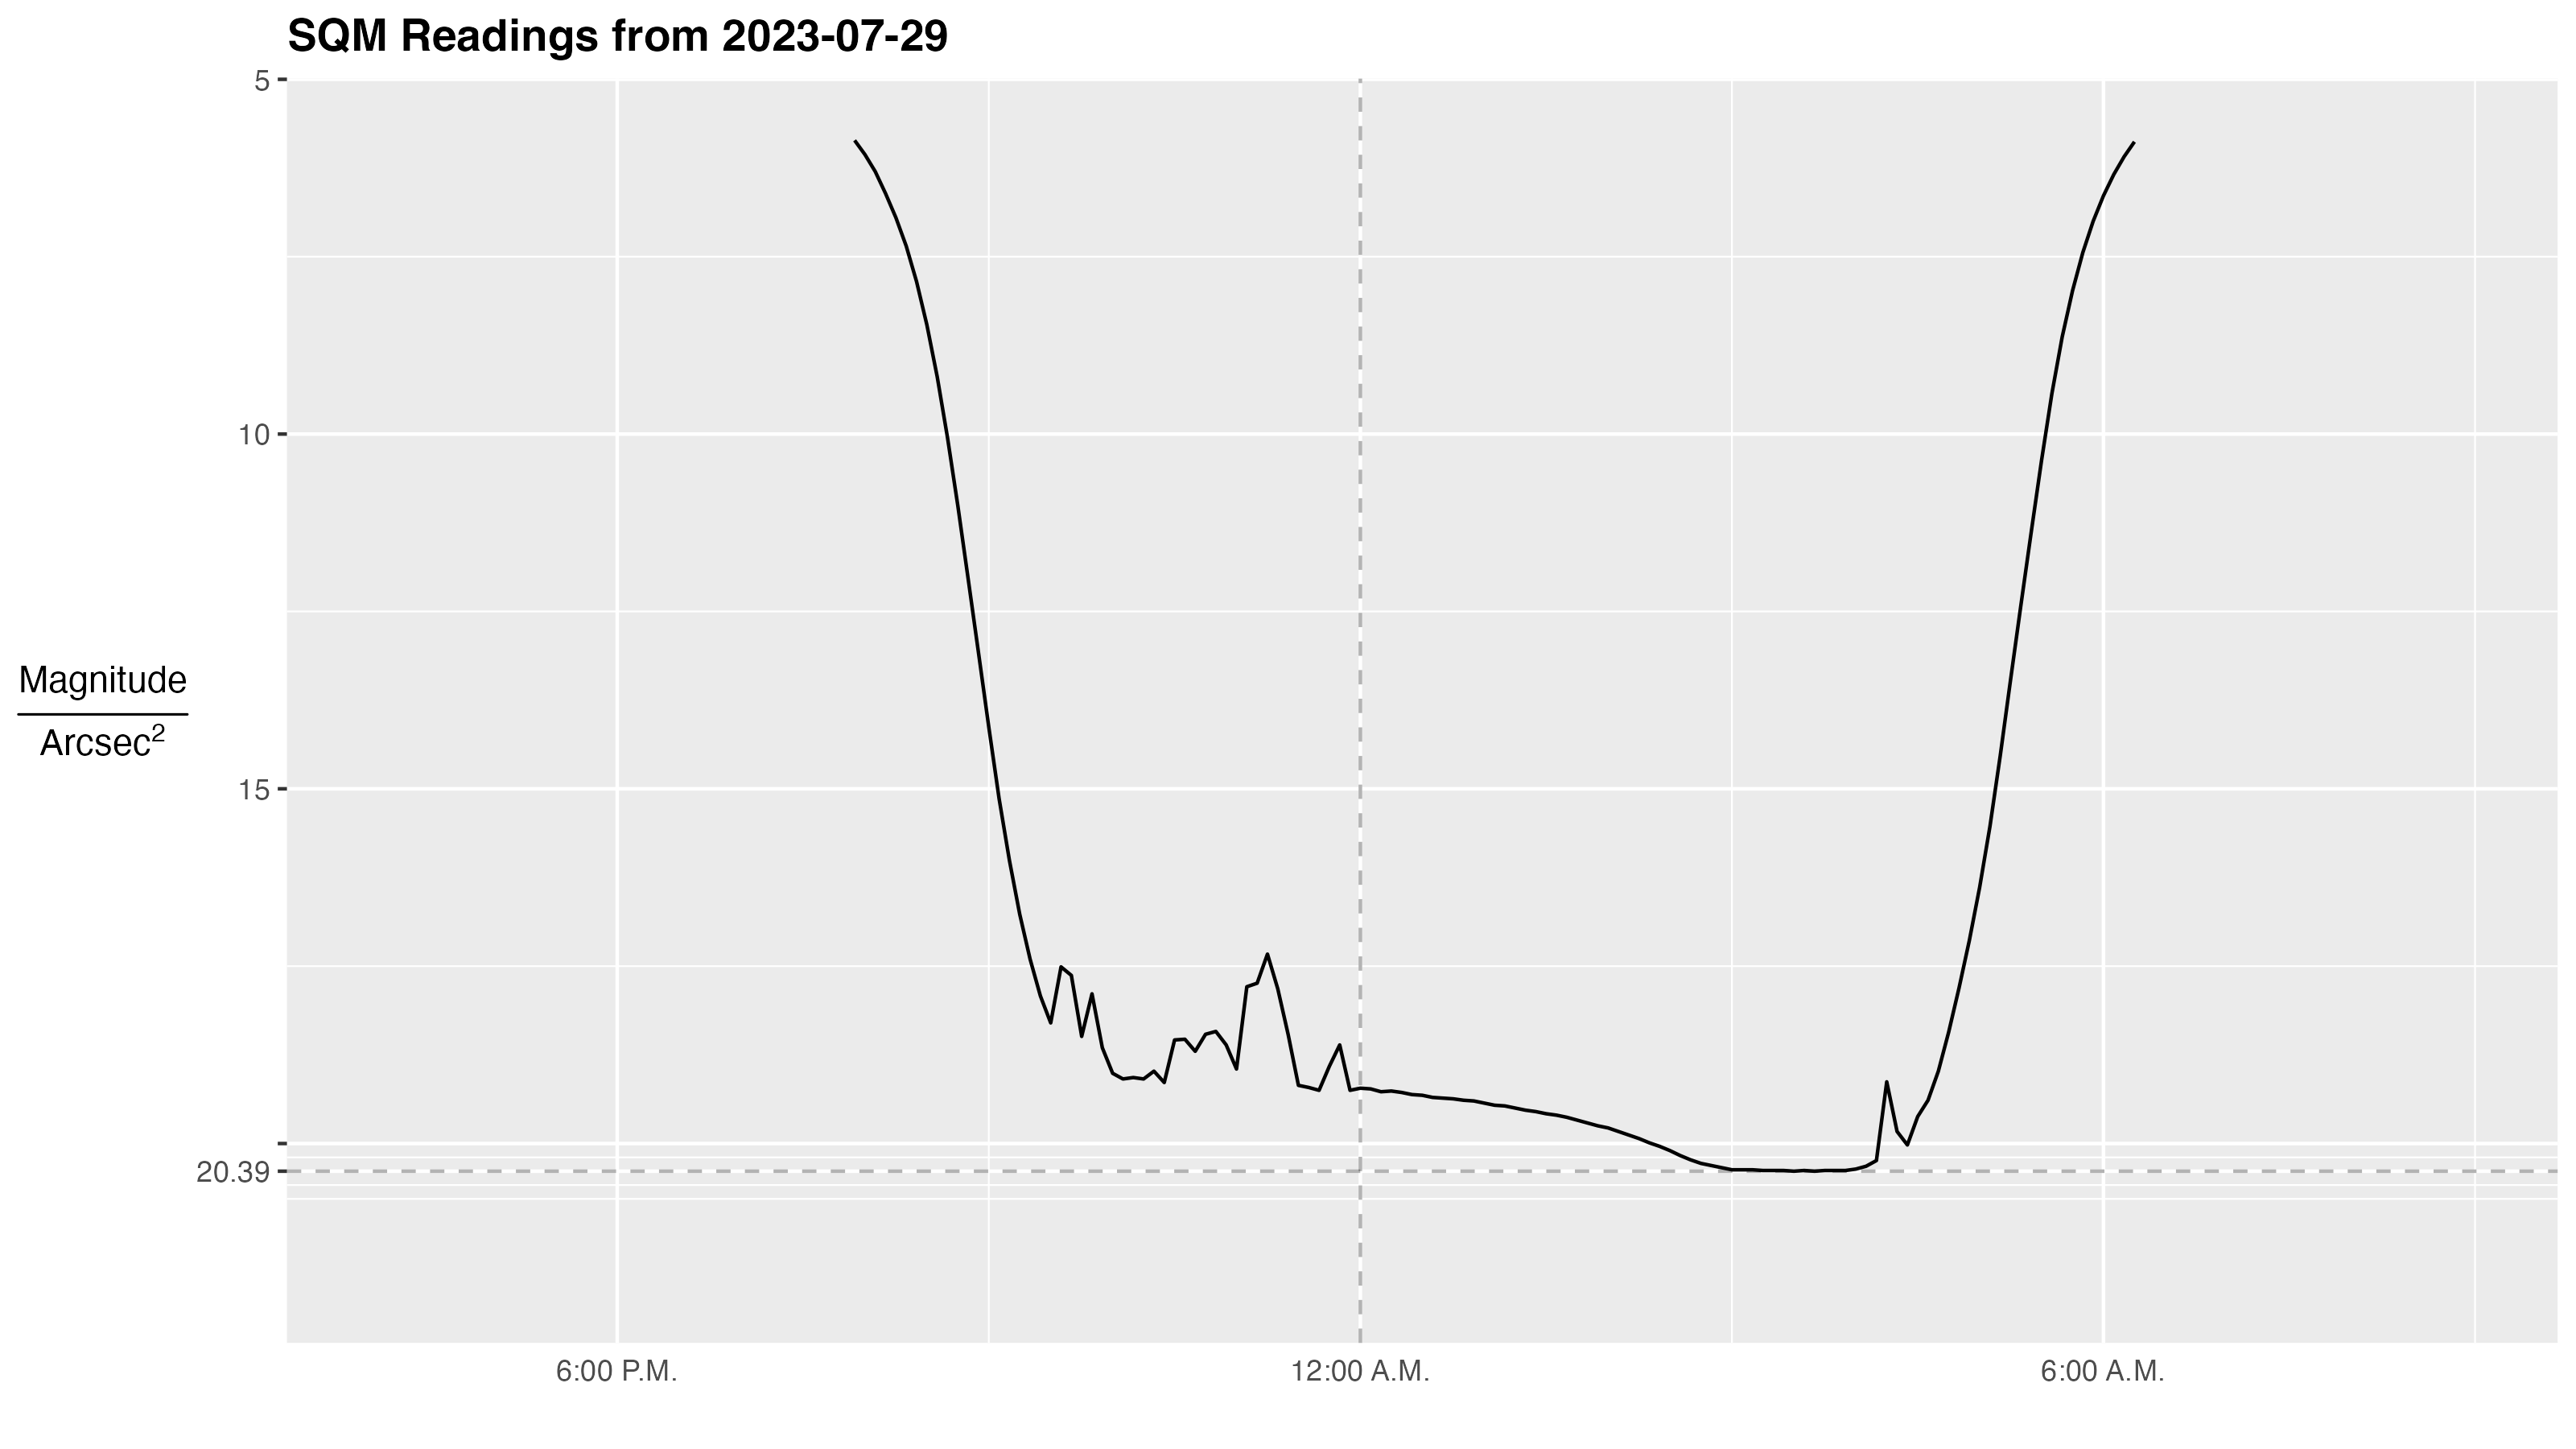 SQM Readings from 2023-07-29
5
10
15
20.39
Magnitude
Arcsec²
6:00 P.M.
12:00 A.M.
6:00 A.M.